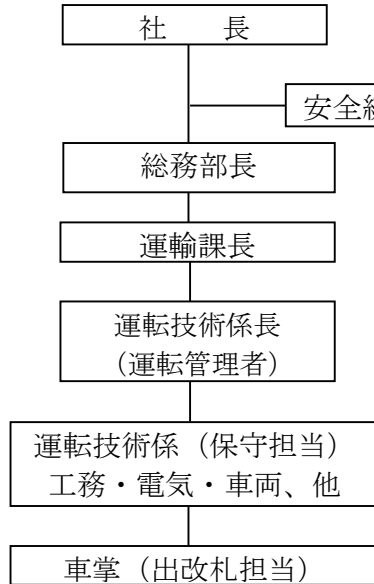 社　　長
安全
総務部長
運輸課長
運転技術係長
（運転管理者）
運転技術係（保守担当）
工務・電気・車両、他
車掌（出改札担当）